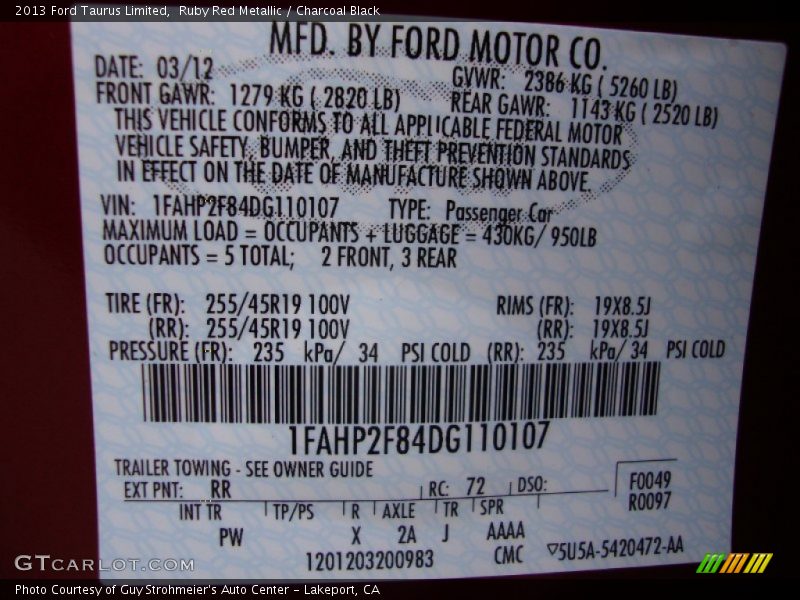 2013 Ford Taurus Limited, Ruby Red Metallic / Charcoal Black
MFD. BY FORD MOTOR CO.
DATE: 03/12 GVWR: 2386 KG ( 5260 LB)
FRONT GAWR: 1279 KG ( 2820 LB) REAR GAWR: 1143 KG ( 2520 LB)
THIS VEHICLE CONFORMS TO ALL APPLICABLE FEDERAL MOTOR
VEHICLE SAFETY, BUMPER, AND THEFT PREVENTION STANDARDS
IN EFFECT ON THE DATE OF MANUFACTURE SHOWN ABOVE.
VIN: 1FAHP2F84DG110107 TYPE: Passenger Car
MAXIMUM LOAD = OCCUPANTS + LUGGAGE = 430KG/ 950LB
OCCUPANTS = 5 TOTAL; 2 FRONT, 3 REAR
TIRE (FR): 255/45R19 100V RIMS (FR): 19X8.5J
(RR): 255/45R19 100V (RR): 19X8.5J
PRESSURE (FR): 235 kPa/ 34 PSI COLD (RR): 235 kPa/ 34 PSI COLD
1FAHP2F84DG110107
TRAILER TOWING - SEE OWNER GUIDE
EXT PNT: RR RC: 72 DSO: F0049
R0097
INT TR TP/PS R AXLE TR SPR
PW X 2A J AAAA
1201203200983 CMC ▽5U5A-5420472-AA
GTCARLOT.COM
Photo Courtesy of Guy Strohmeier's Auto Center – Lakeport, CA